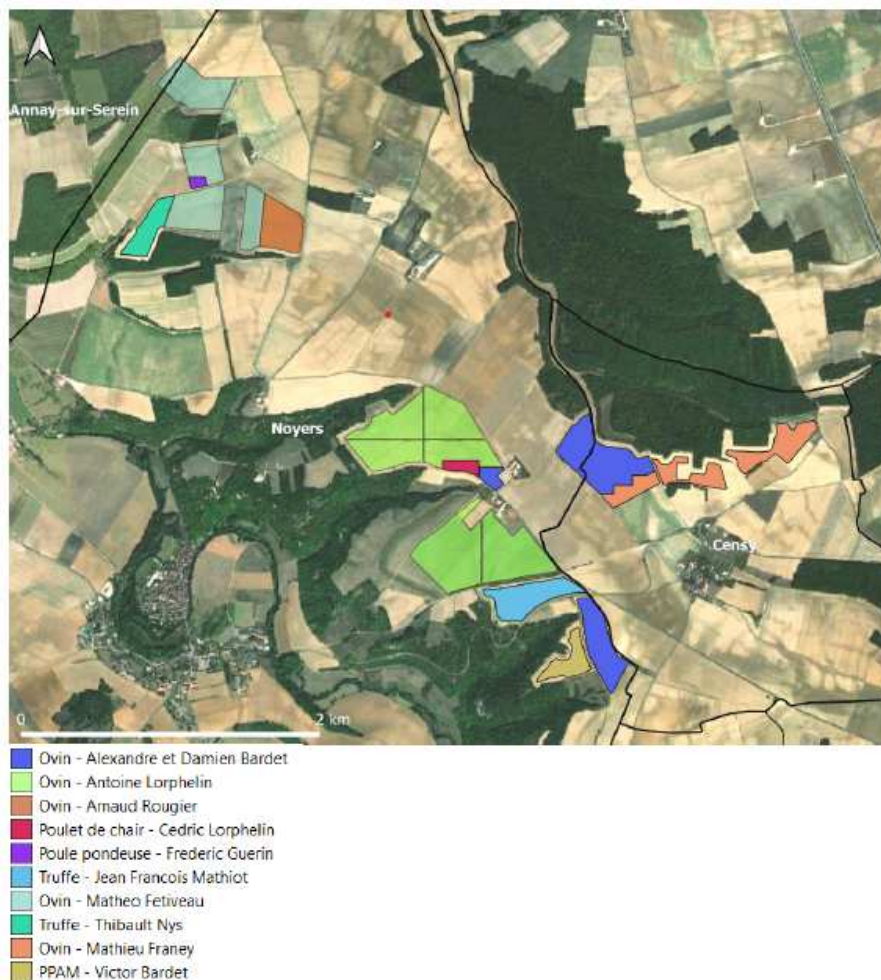 Annay-sur-Serein
Noyers
Censy
0
2 km
Ovin - Alexandre et Damien Bardet
Ovin - Antoine Lorphelin
Ovin - Arnaud Rougier
Poulet de chair - Cedric Lorphelin
Poule pondeuse - Frederic Guerin
Truffe - Jean Francois Mathiot
Ovin - Matheo Fetiveau
Truffe - Thibault Nys
Ovin - Mathieu Franey
PPAM - Victor Bardet